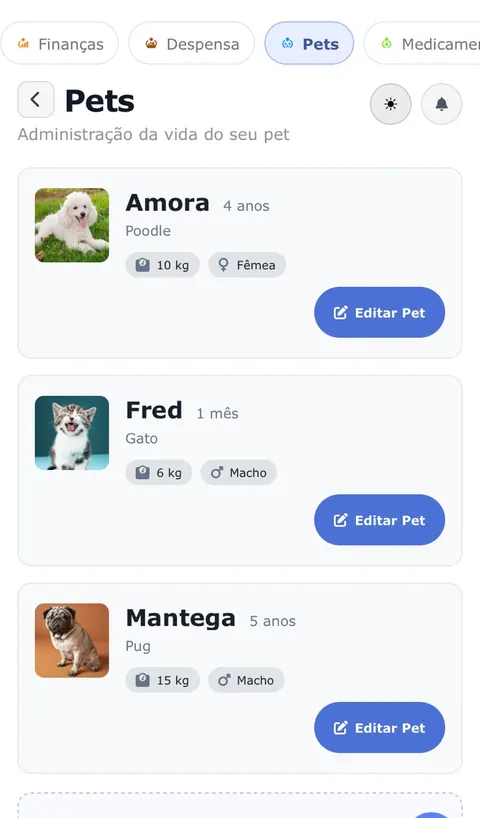 Finanças
Despensa
Pets
Pets
Administração da vida do seu pet
Amora 4 anos
Poodle
10 kg
Fêmea
Editar Pet
Fred 1 mês
Gato
6 kg
Macho
Editar Pet
Mantega 5 anos
Pug
15 kg
Macho
Editar Pet